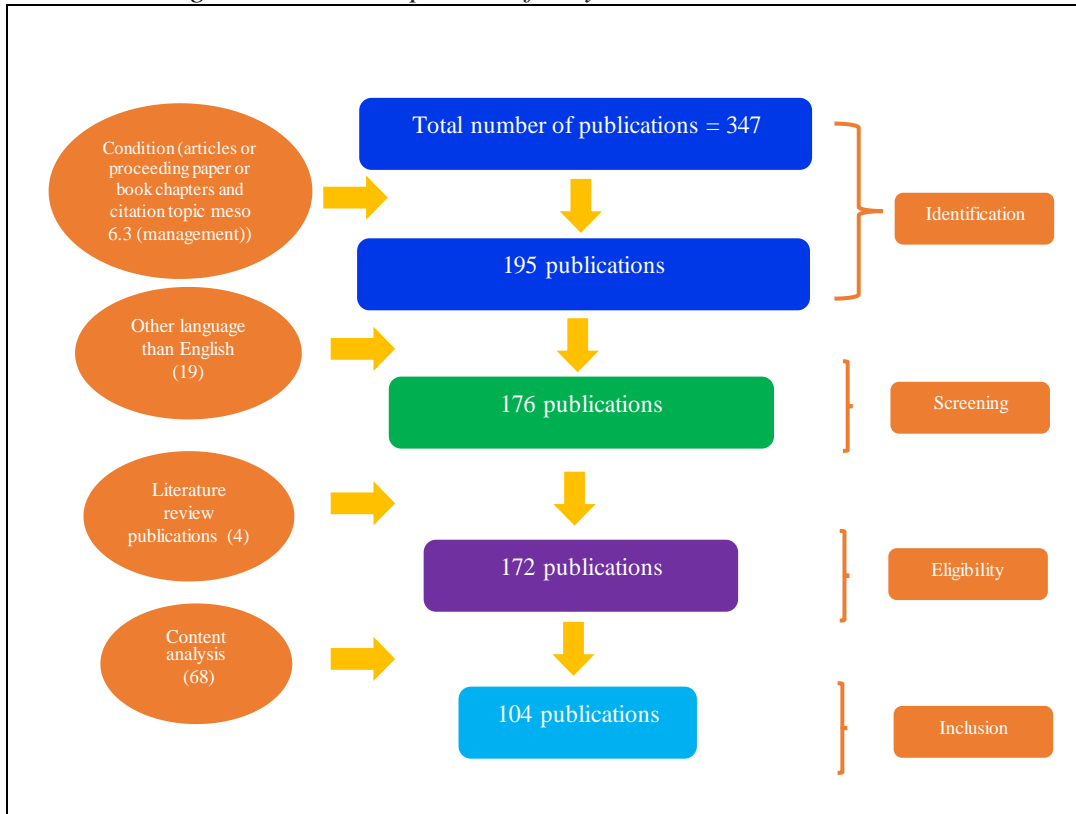 Total number of publications = 347
Condition (articles or
proceeding paper or
book chapters and
citation topic meso
6.3 (management))
Identification
195 publications
Other language
than English
(19)
176 publications
Screening
Literature
review
publications (4)
172 publications
Eligibility
Content
analysis
(68)
104 publications
Inclusion